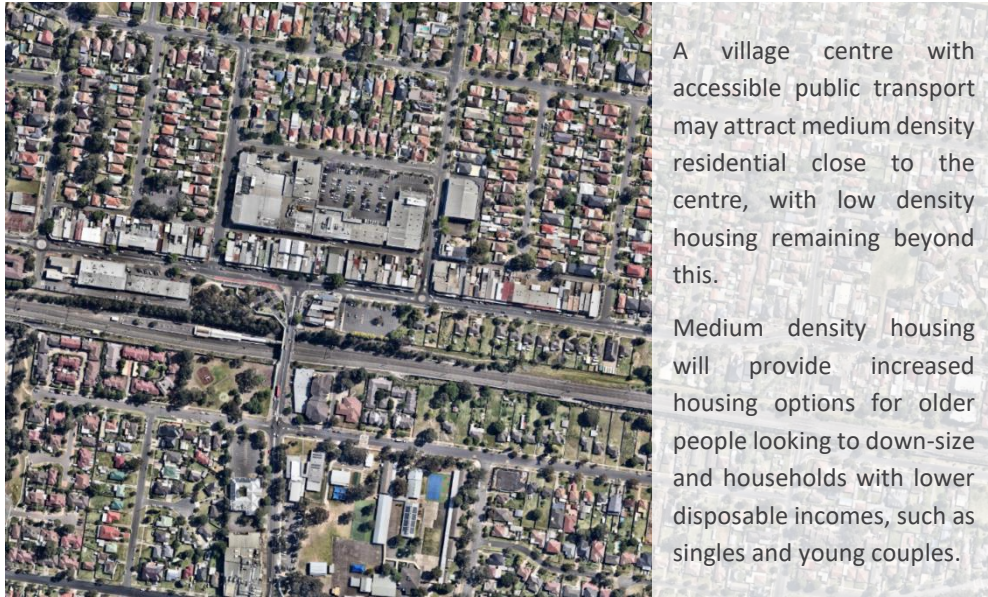 A village centre with
accessible public transport
may attract medium density
residential close to the
centre, with low density
housing remaining beyond
this.
Medium density housing
will provide increased
housing options for older
people looking to down-size
and households with lower
disposable incomes, such as
singles and young couples.